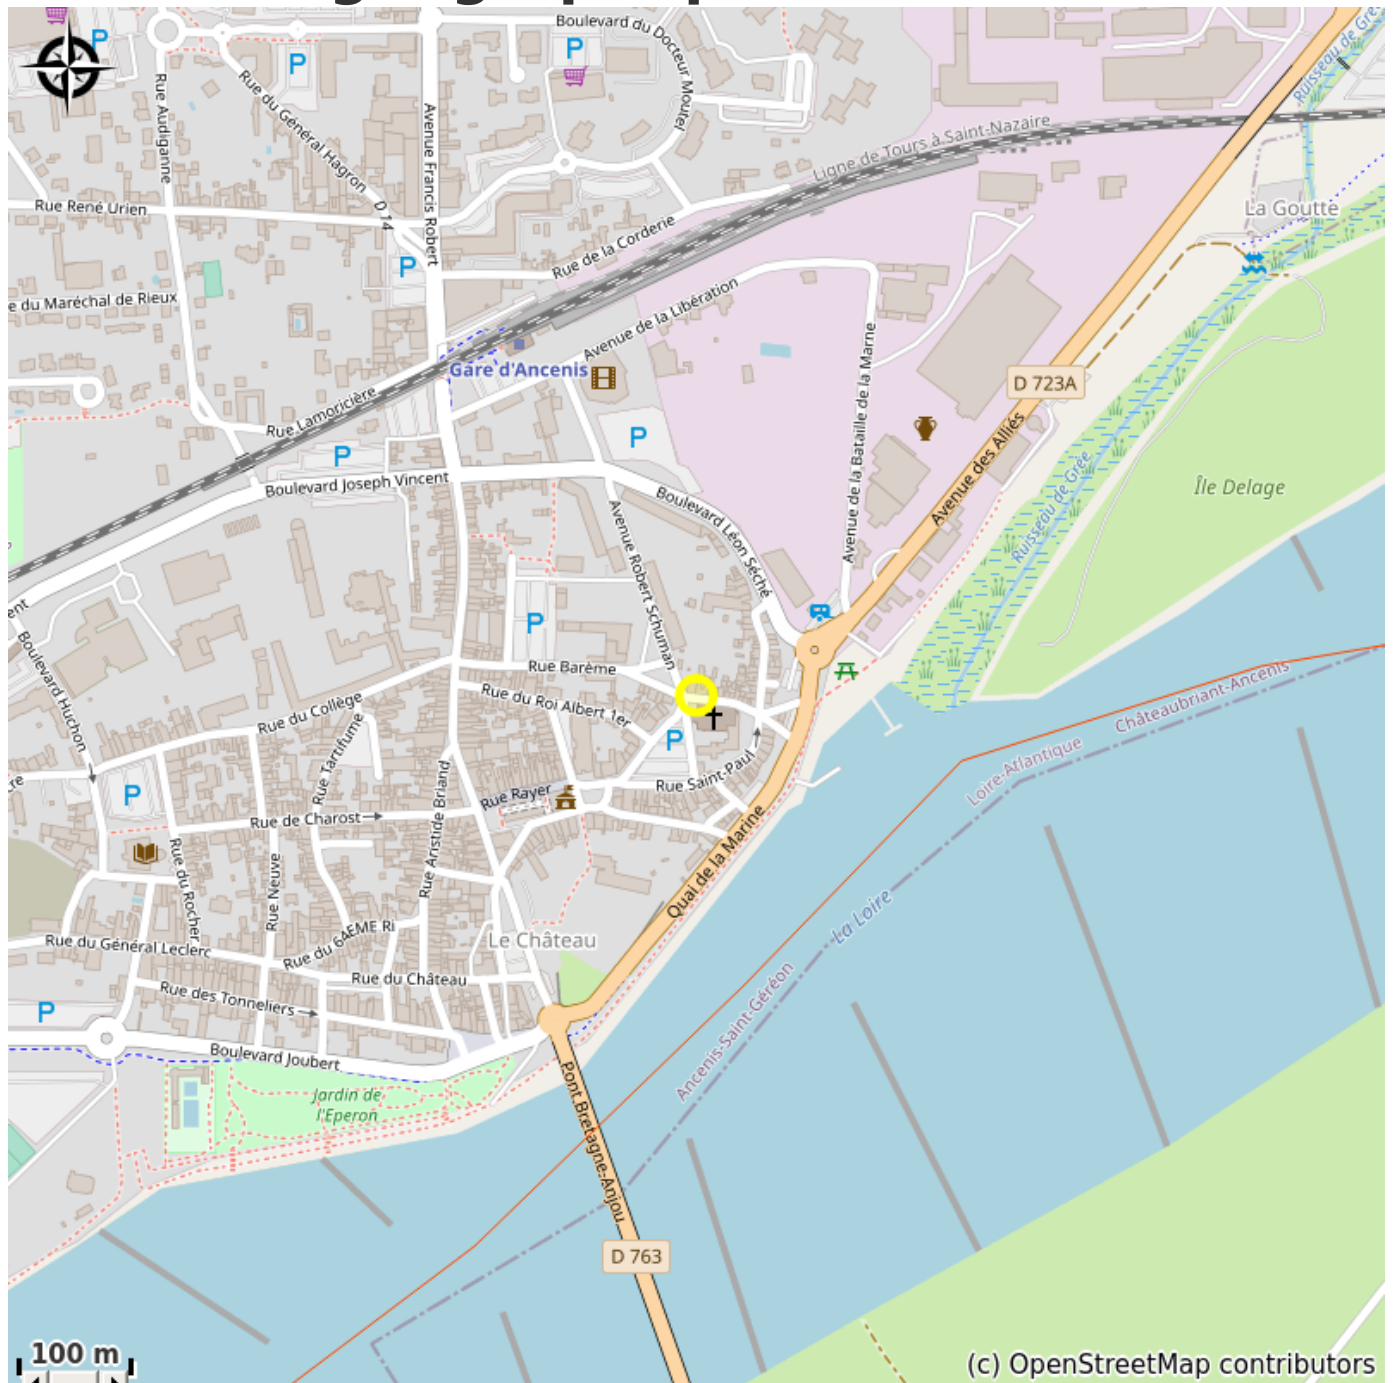 Boulevard du Docteur Moutel
P
P
P
Ruisseau de Grée
Rue Audiganne
Rue du Général Hagron
Avenue Francis Robert
Ligne de Tours à Saint-Nazaire
Rue René Urien
D 14
La Goutte
P
Rue de la Corderie
e du Maréchal de Rieux
Avenue de la Libération
Gare d'Ancenis
D 723A
Rue Lamoricière
Avenue de la Bataille de la Marne
Avenue des Alliés
P
P
Boulevard Joseph Vincent
Île Delage
Boulevard Léon Séché
Ruisseau de Grée
Avenue Robert Schuman
ent
P
Boulevard Huchon
Rue Barème
Rue du Roi Albert 1er
Rue du Collège
Châteaubriant-Ancenis
P
Loire-Atlantique
Rue Tartifume
Rue Saint-Paul
re
P
Rue Rayer
Rue de Charost
Rue Aristide Briand
Quai de la Marine
Rue du Rocher
Rue Neuve
La Loire
Rue du 64EME RI
Le Château
Rue du Général Leclerc
Rue du Château
Rue des Tonneliers
P
Ancenis-Saint-Géréon
Boulevard Joubert
Jardin de
l'Eperon
Pont Bretagne-Anjou
D 763
100 m
(c) OpenStreetMap contributors